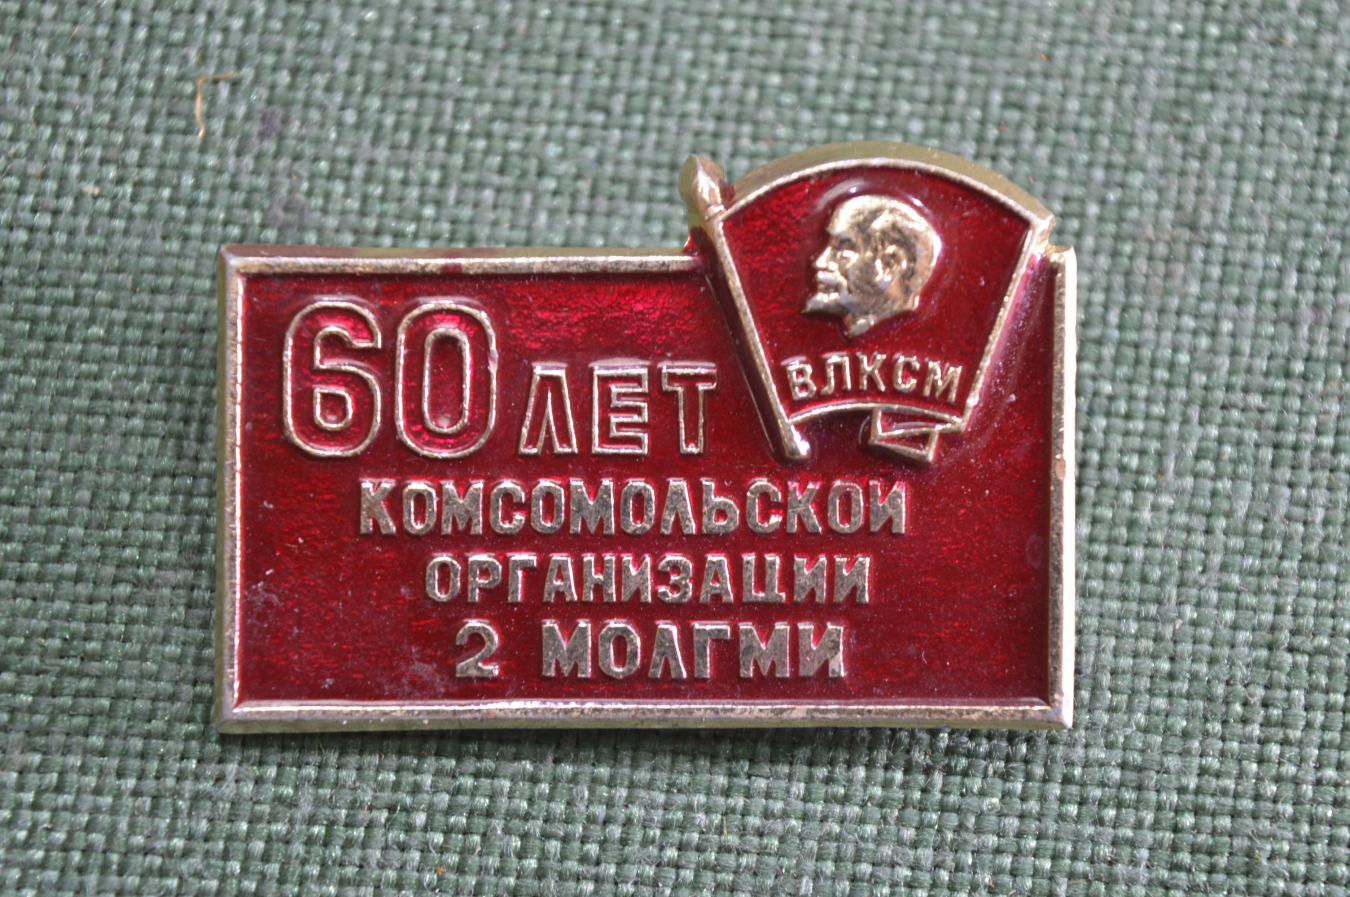 ВЛКСМ
60 ЛЕТ
КОМСОМОЛЬСКОЙ
ОРГАНИЗАЦИИ
2 МОЛГМИ